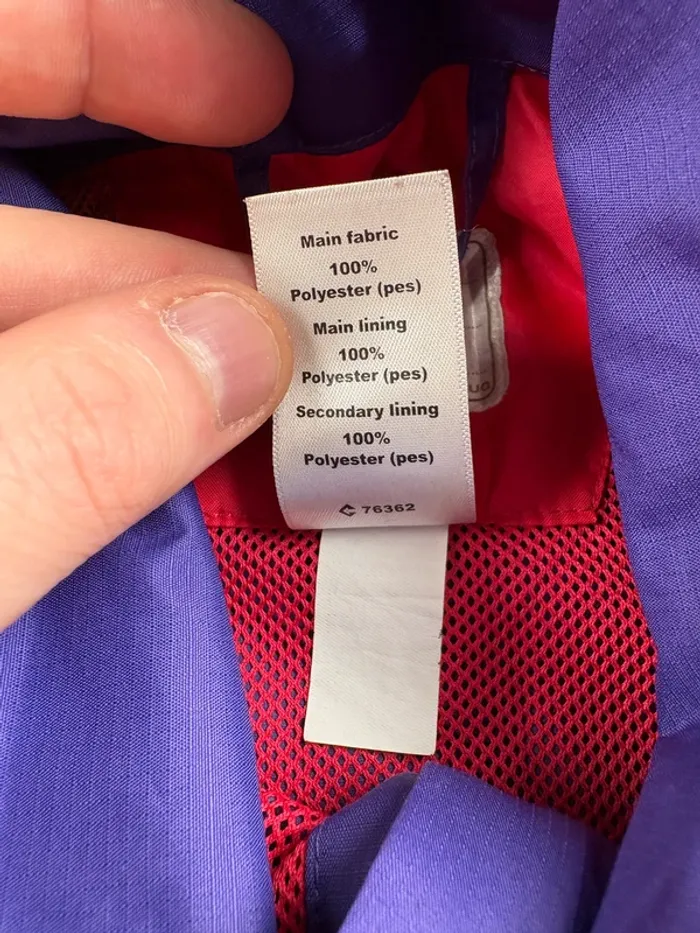 Main fabric
100%
Polyester (pes)
Main lining
100%
Polyester (pes)
Secondary lining
100%
Polyester (pes)
76362